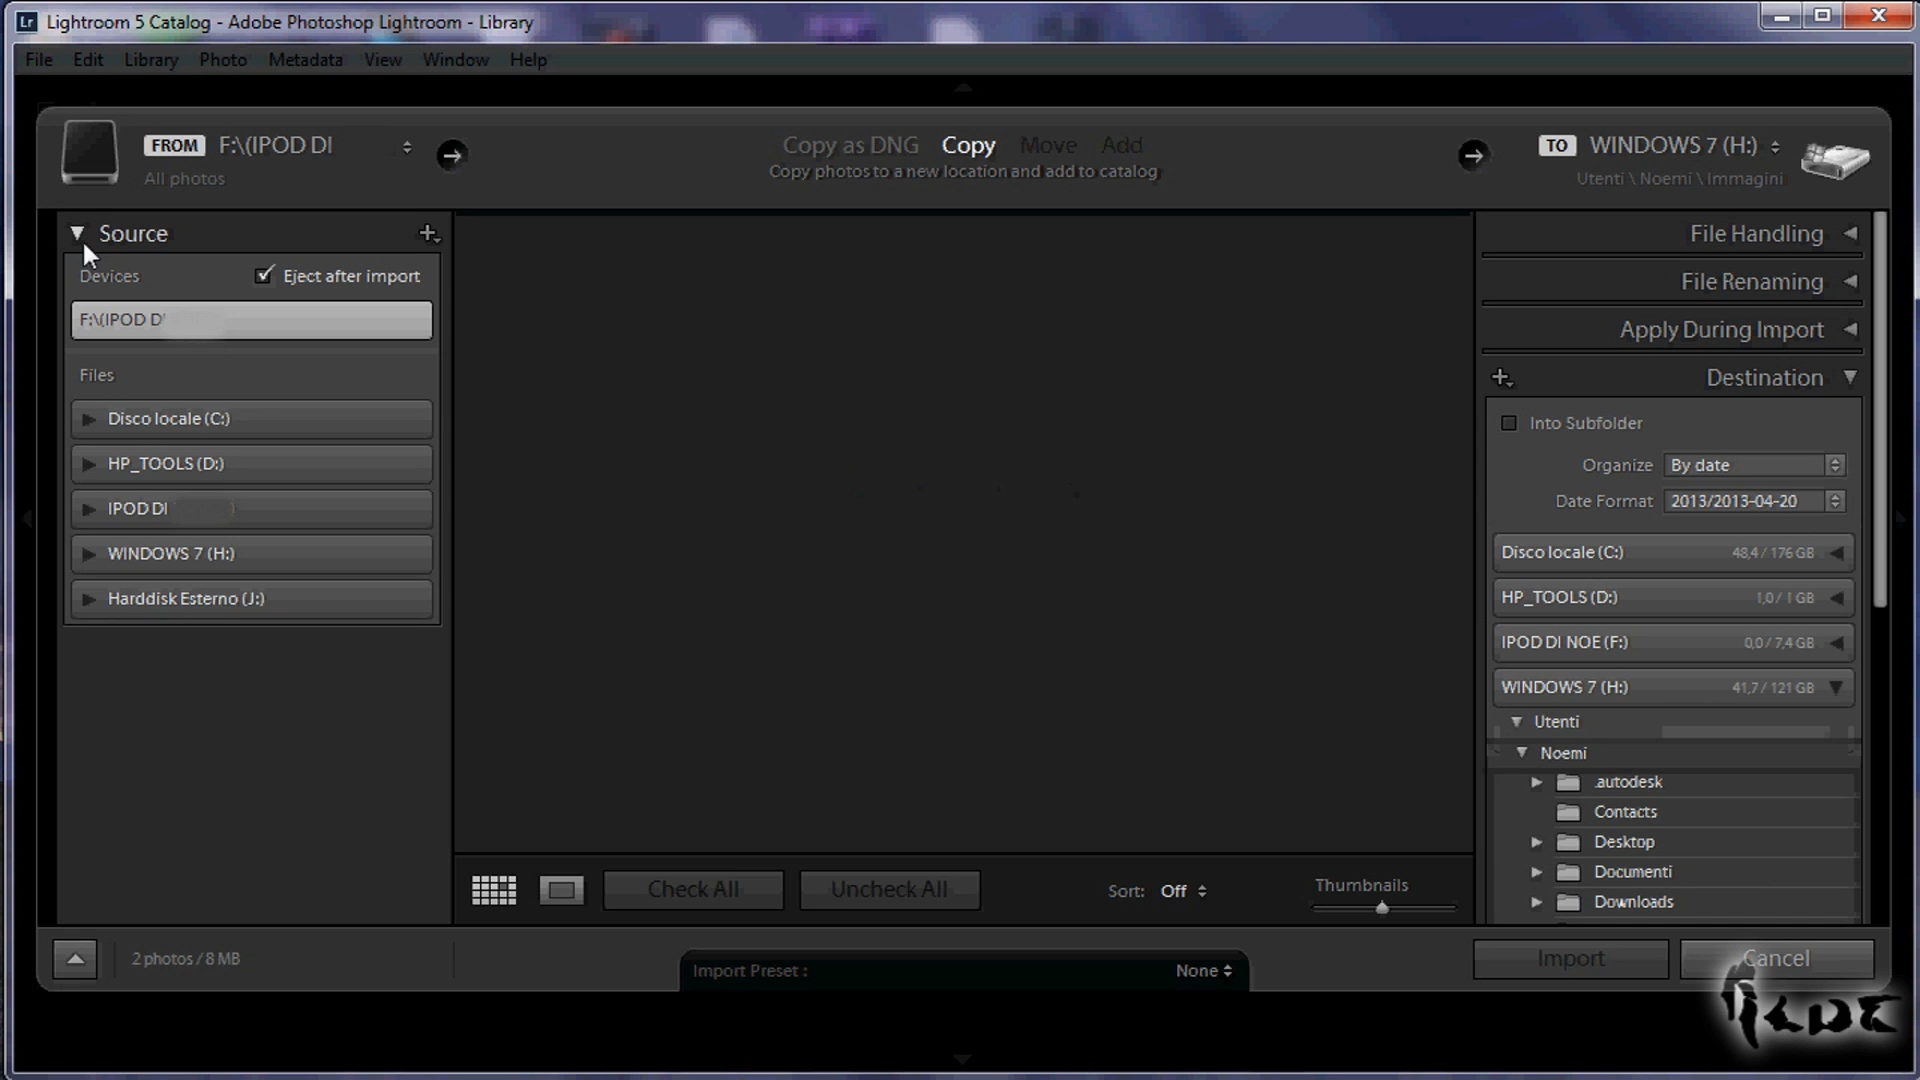 Lightroom 5 Catalog - Adobe Photoshop Lightroom - Library
File Edit Library Photo Metadata View Window Help
FROM F:\(IPOD DI
All photos
Copy as DNG Copy Move Add
Copy photos to a new location and add to catalog
TO WINDOWS 7 (H:)
Utenti \ Noemi \ Immagini
Source
Devices
Eject after import
F:\(IPOD D
Files
Disco locale (C:)
HP_TOOLS (D:)
IPOD DI
WINDOWS 7 (H:)
Harddisk Esterno (J:)
File Handling
File Renaming
Apply During Import
Destination
Into Subfolder
Organize By date
Date Format 2013/2013-04-20
Disco locale (C:) 48,4 / 176 GB
HP_TOOLS (D:) 1,0 / 1 GB
IPOD DI NOE (F:) 0,0 / 7,4 GB
WINDOWS 7 (H:) 41,7 / 121 GB
Utenti
Noemi
.autodesk
Contacts
Desktop
Documenti
Downloads
Check All
Uncheck All
Sort: Off
Thumbnails
2 photos / 8 MB
Import Preset : None
Import
Cancel